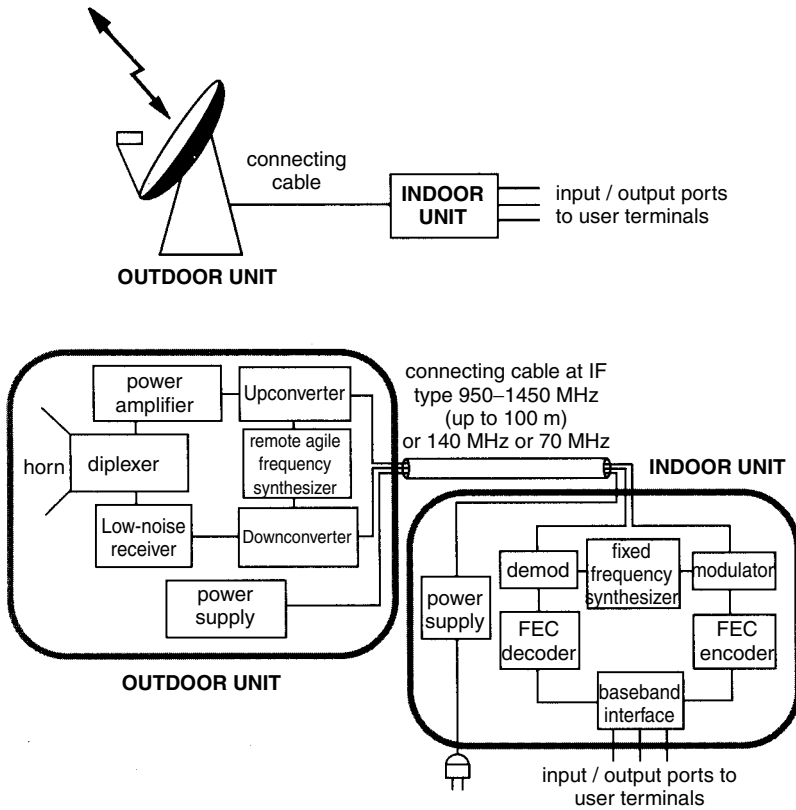 connecting
cable
INDOOR
UNIT
input / output ports
to user terminals
OUTDOOR UNIT
power
amplifier
Upconverter
horn
diplexer
remote agile
frequency
synthesizer
Low-noise
receiver
Downconverter
power
supply
OUTDOOR UNIT
connecting cable at IF
type 950–1450 MHz
(up to 100 m)
or 140 MHz or 70 MHz
INDOOR UNIT
power
supply
demod
fixed
frequency
synthesizer
modulator
FEC
decoder
FEC
encoder
baseband
interface
input / output ports to
user terminals